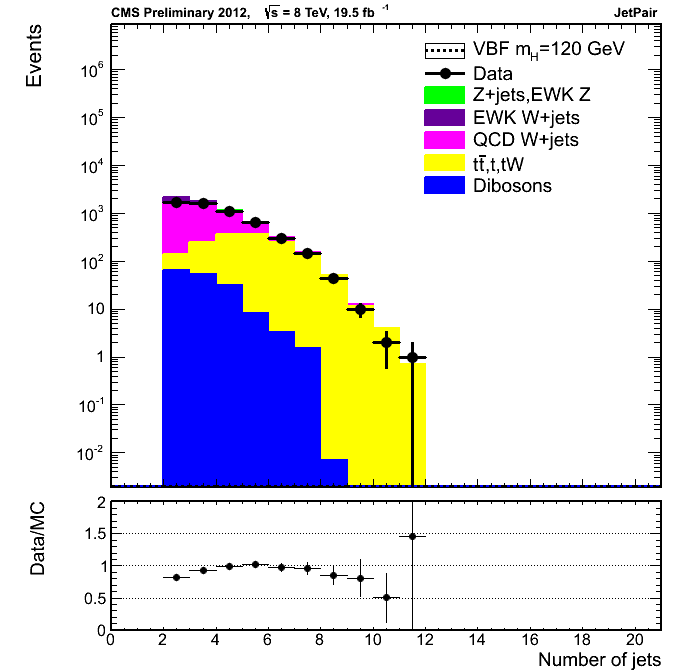 CMS Preliminary 2012, √s = 8 TeV, 19.5 fb⁻¹ JetPair
Events
VBF m_H=120 GeV
Data
Z+jets,EWK Z
EWK W+jets
QCD W+jets
tt̄,t,tW
Dibosons
10⁶
10⁵
10⁴
10³
10²
10
1
10⁻¹
10⁻²
Data/MC
2
1.5
1
0.5
0
0 2 4 6 8 10 12 14 16 18 20
Number of jets